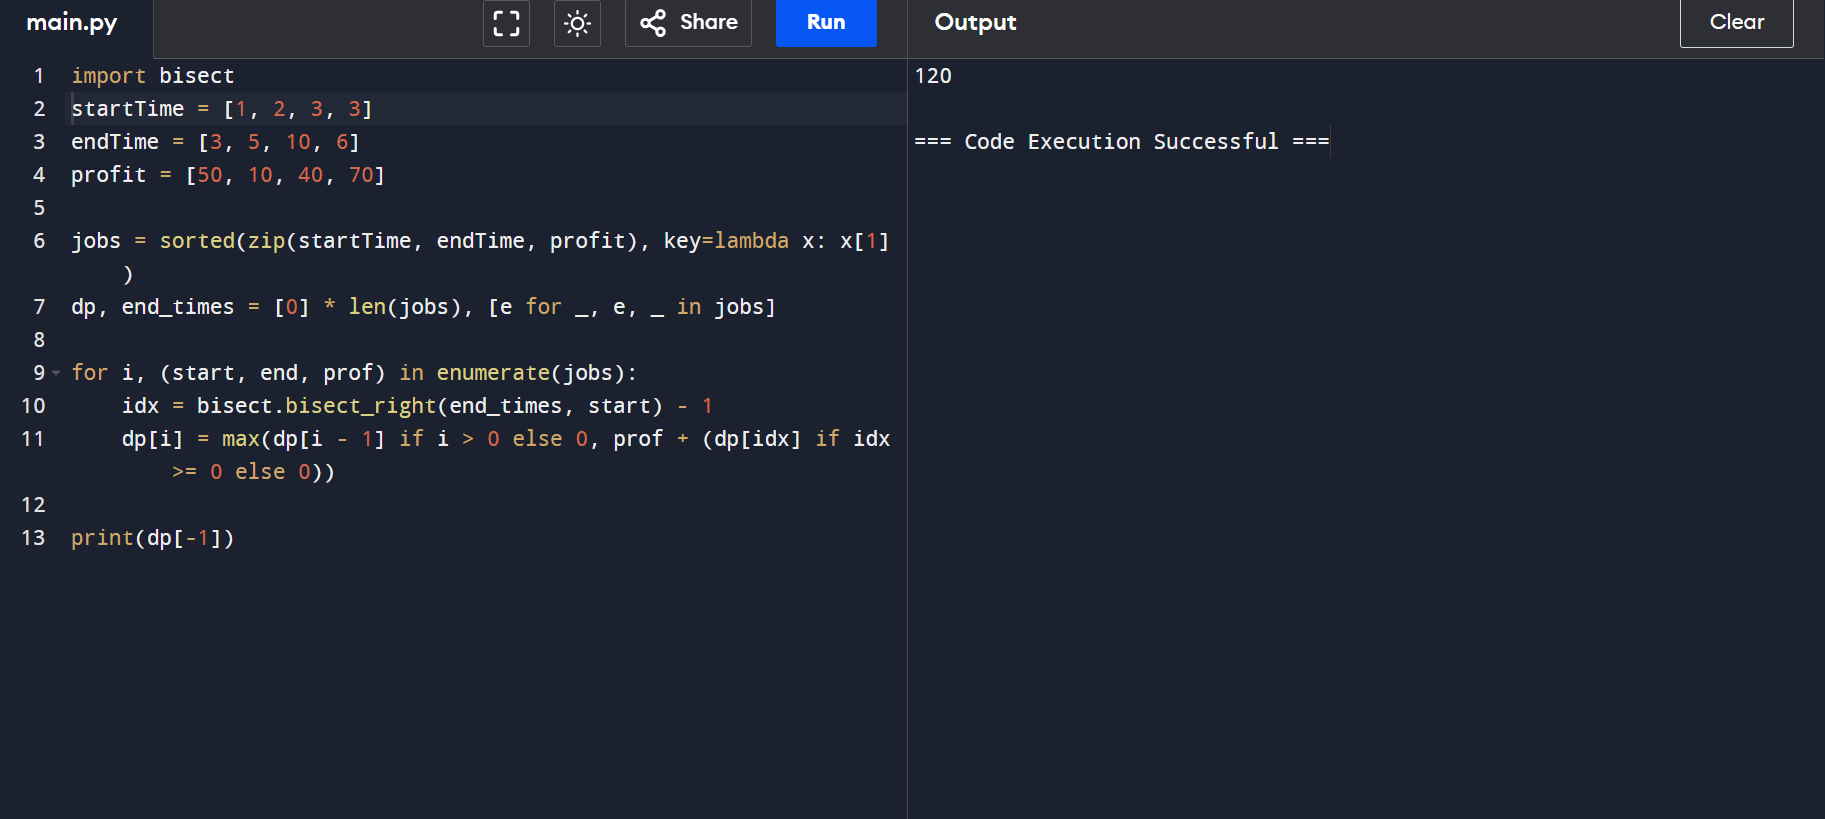 main.py
Share
Run
Output
Clear
1 import bisect
2 startTime = [1, 2, 3, 3]
3 endTime = [3, 5, 10, 6]
4 profit = [50, 10, 40, 70]
5
6 jobs = sorted(zip(startTime, endTime, profit), key=lambda x: x[1]
)
7 dp, end_times = [0] * len(jobs), [e for _, e, _ in jobs]
8
9 for i, (start, end, prof) in enumerate(jobs):
10     idx = bisect.bisect_right(end_times, start) - 1
11     dp[i] = max(dp[i - 1] if i > 0 else 0, prof + (dp[idx] if idx
>= 0 else 0))
12
13 print(dp[-1])
120
=== Code Execution Successful ===